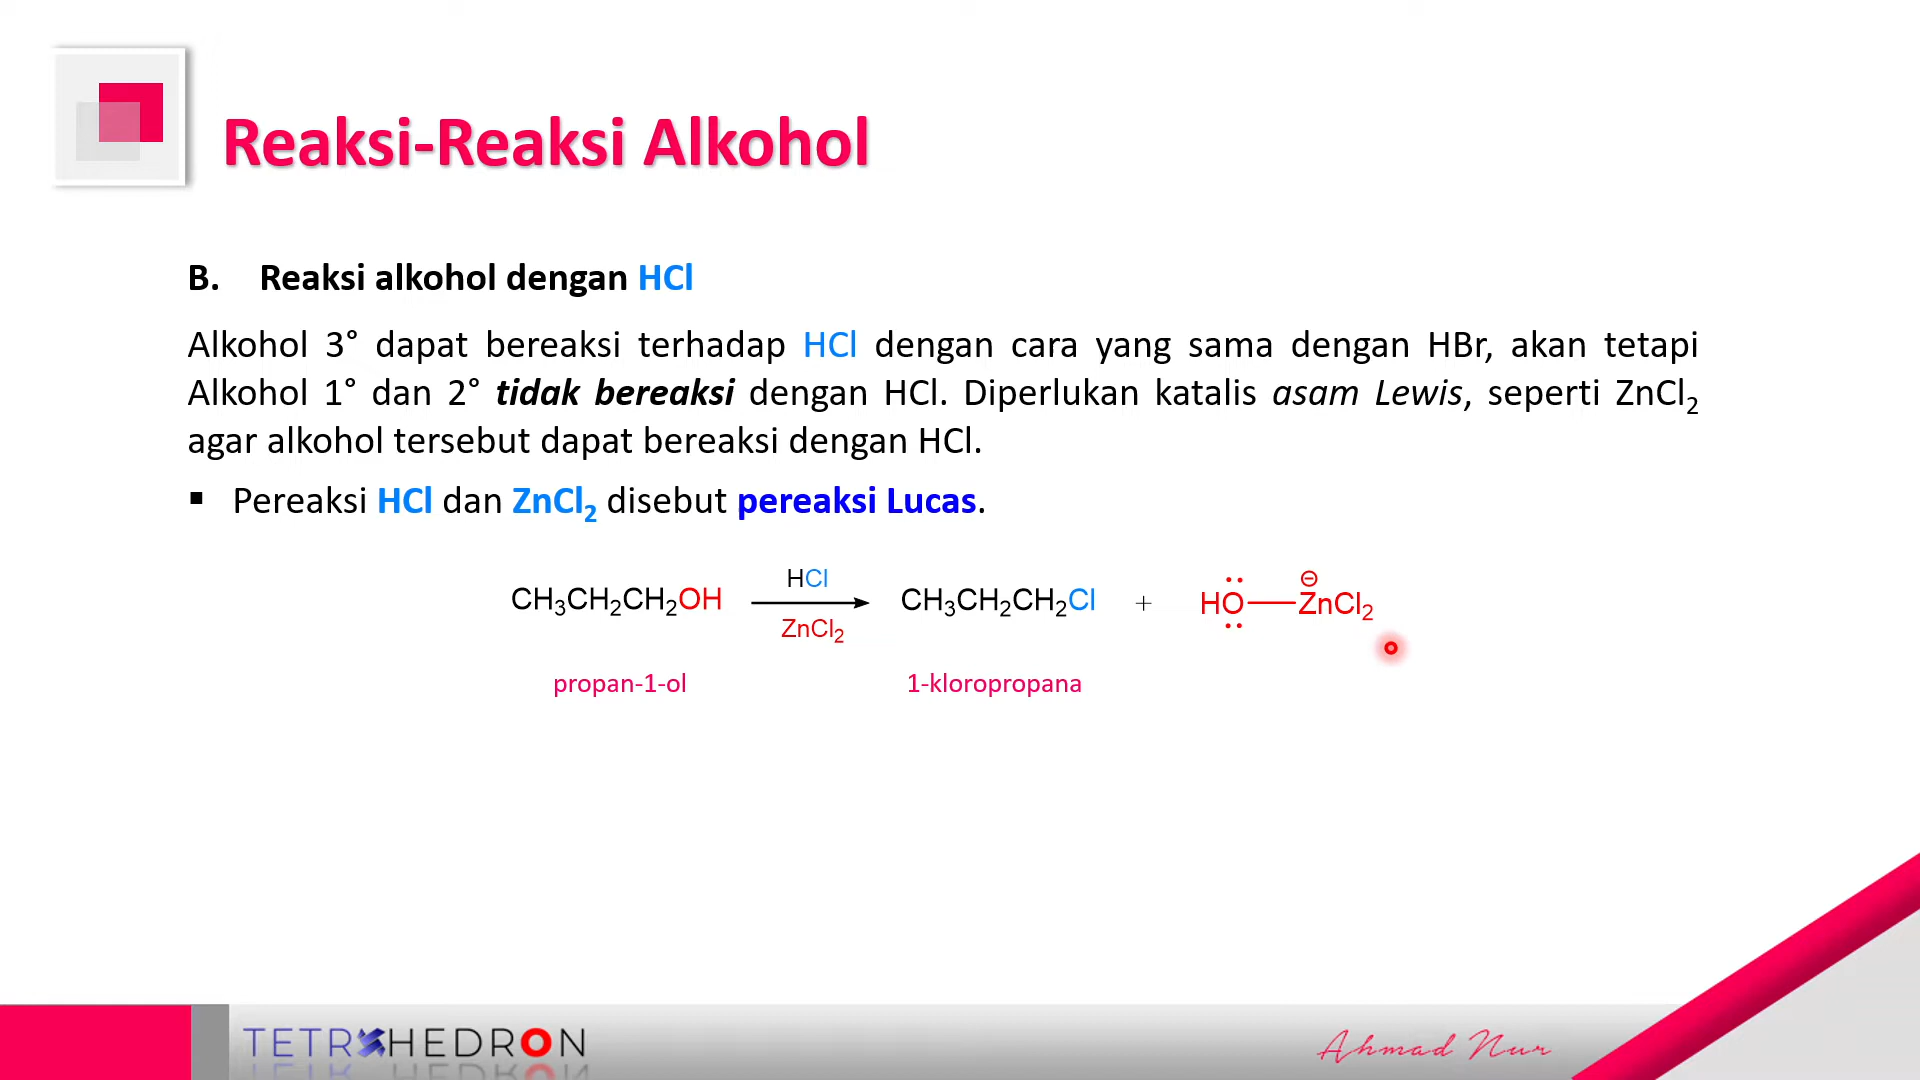 Reaksi-Reaksi Alkohol
B. Reaksi alkohol dengan HCl
Alkohol 3° dapat bereaksi terhadap HCl dengan cara yang sama dengan HBr, akan tetapi
Alkohol 1° dan 2° tidak bereaksi dengan HCl. Diperlukan katalis asam Lewis, seperti ZnCl₂
agar alkohol tersebut dapat bereaksi dengan HCl.
▪ Pereaksi HCl dan ZnCl₂ disebut pereaksi Lucas.
HCl
CH₃CH₂CH₂OH CH₃CH₂CH₂Cl + HO—ZnCl₂ ⊖
ZnCl₂
propan-1-ol 1-kloropropana
TETRAHEDRON Ahmad Nur